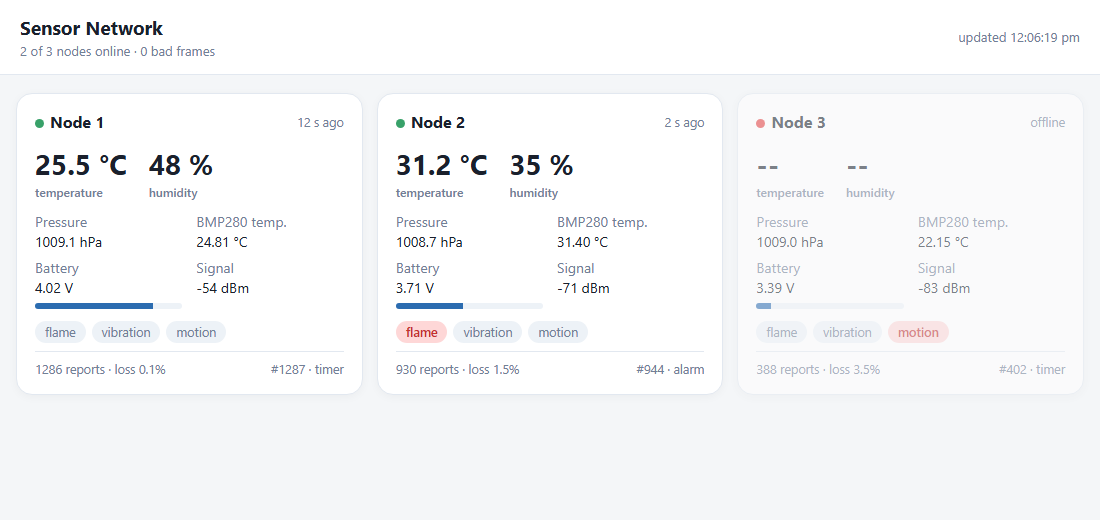 Sensor Network
2 of 3 nodes online · 0 bad frames
updated 12:06:19 pm
Node 1
12 s ago
25.5 °C
48 %
temperature
humidity
Pressure
BMP280 temp.
1009.1 hPa
24.81 °C
Battery
Signal
4.02 V
-54 dBm
flame
vibration
motion
1286 reports · loss 0.1%
#1287 · timer
Node 2
2 s ago
31.2 °C
35 %
temperature
humidity
Pressure
BMP280 temp.
1008.7 hPa
31.40 °C
Battery
Signal
3.71 V
-71 dBm
flame
vibration
motion
930 reports · loss 1.5%
#944 · alarm
Node 3
offline
--
--
temperature
humidity
Pressure
BMP280 temp.
1009.0 hPa
22.15 °C
Battery
Signal
3.39 V
-83 dBm
flame
vibration
motion
388 reports · loss 3.5%
#402 · timer